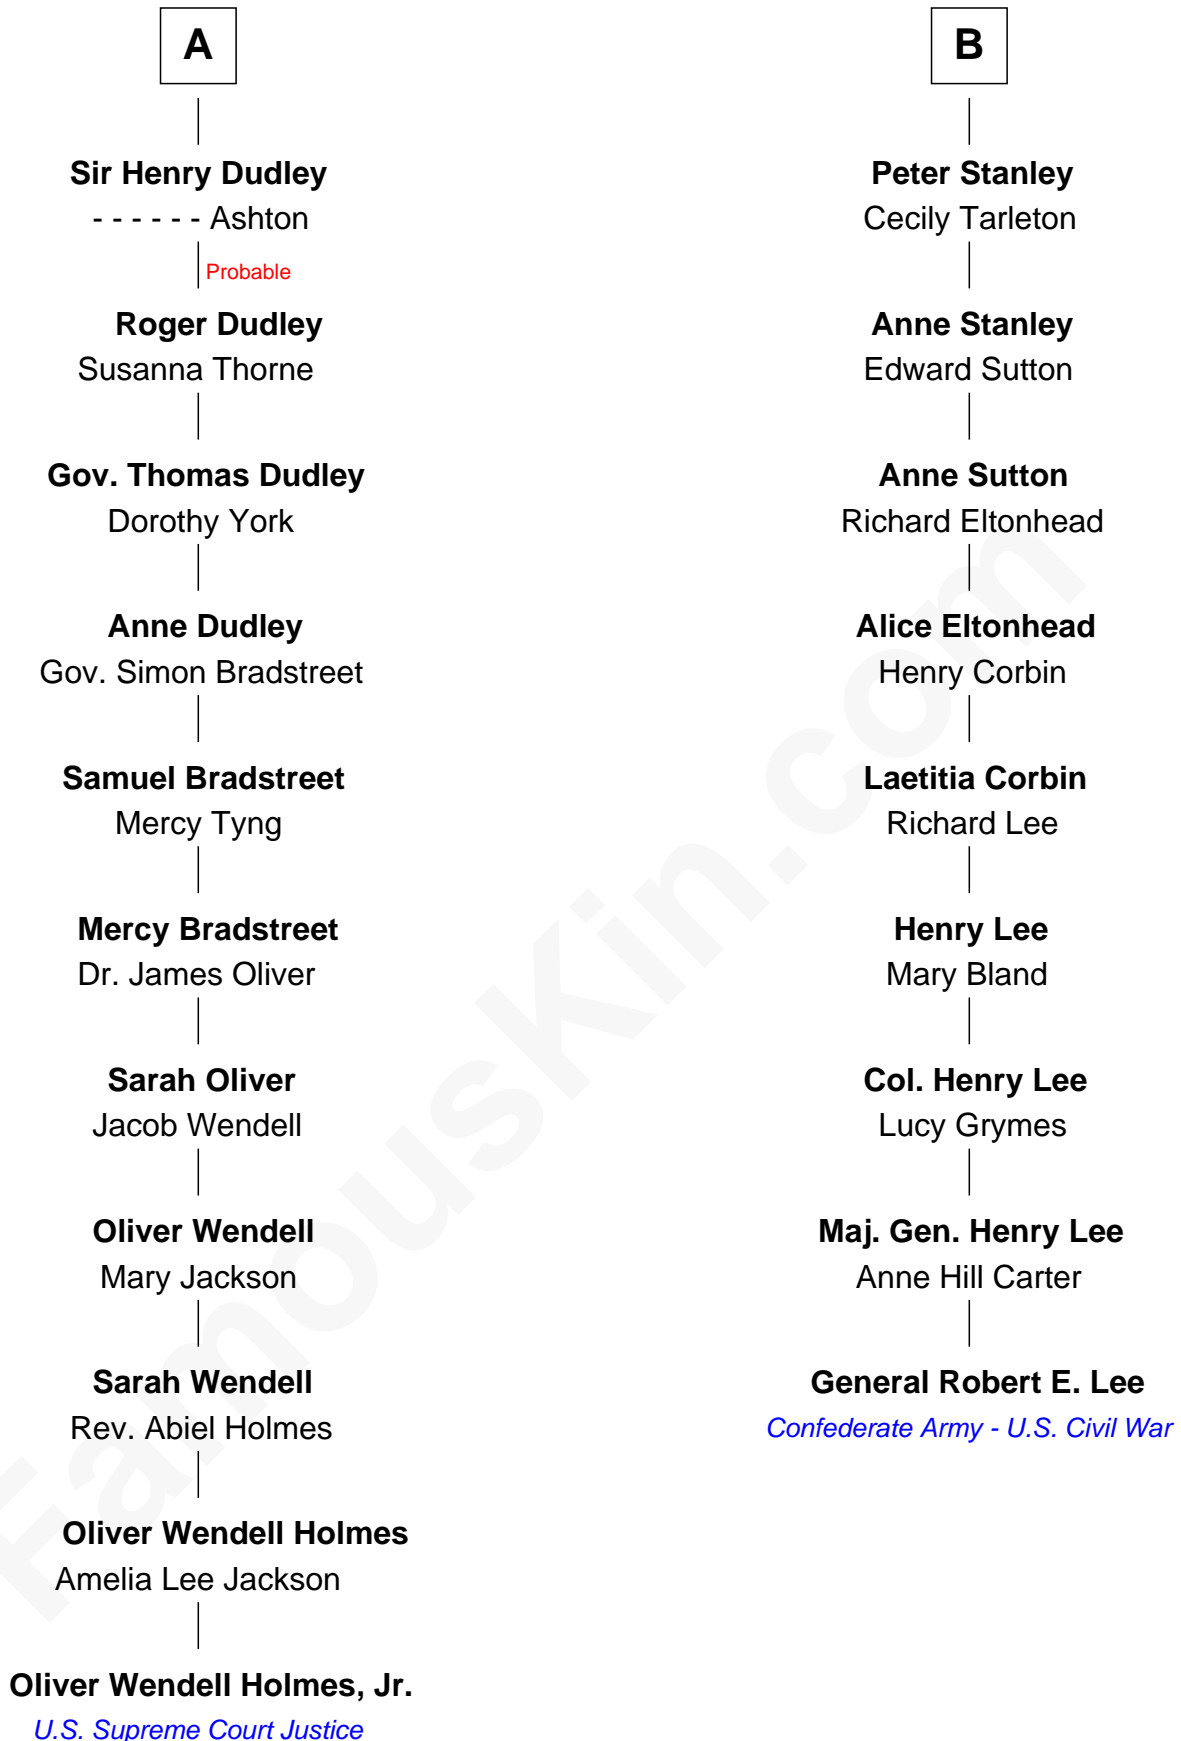 A
Sir Henry Dudley
- - - - - - Ashton
Probable
Roger Dudley
Susanna Thorne
Gov. Thomas Dudley
Dorothy York
Anne Dudley
Gov. Simon Bradstreet
Samuel Bradstreet
Mercy Tyng
Mercy Bradstreet
Dr. James Oliver
Sarah Oliver
Jacob Wendell
Oliver Wendell
Mary Jackson
Sarah Wendell
Rev. Abiel Holmes
Oliver Wendell Holmes
Amelia Lee Jackson
Oliver Wendell Holmes, Jr.
U.S. Supreme Court Justice
B
Peter Stanley
Cecily Tarleton
Anne Stanley
Edward Sutton
Anne Sutton
Richard Eltonhead
Alice Eltonhead
Henry Corbin
Laetitia Corbin
Richard Lee
Henry Lee
Mary Bland
Col. Henry Lee
Lucy Grymes
Maj. Gen. Henry Lee
Anne Hill Carter
General Robert E. Lee
Confederate Army - U.S. Civil War
FamousKin.com